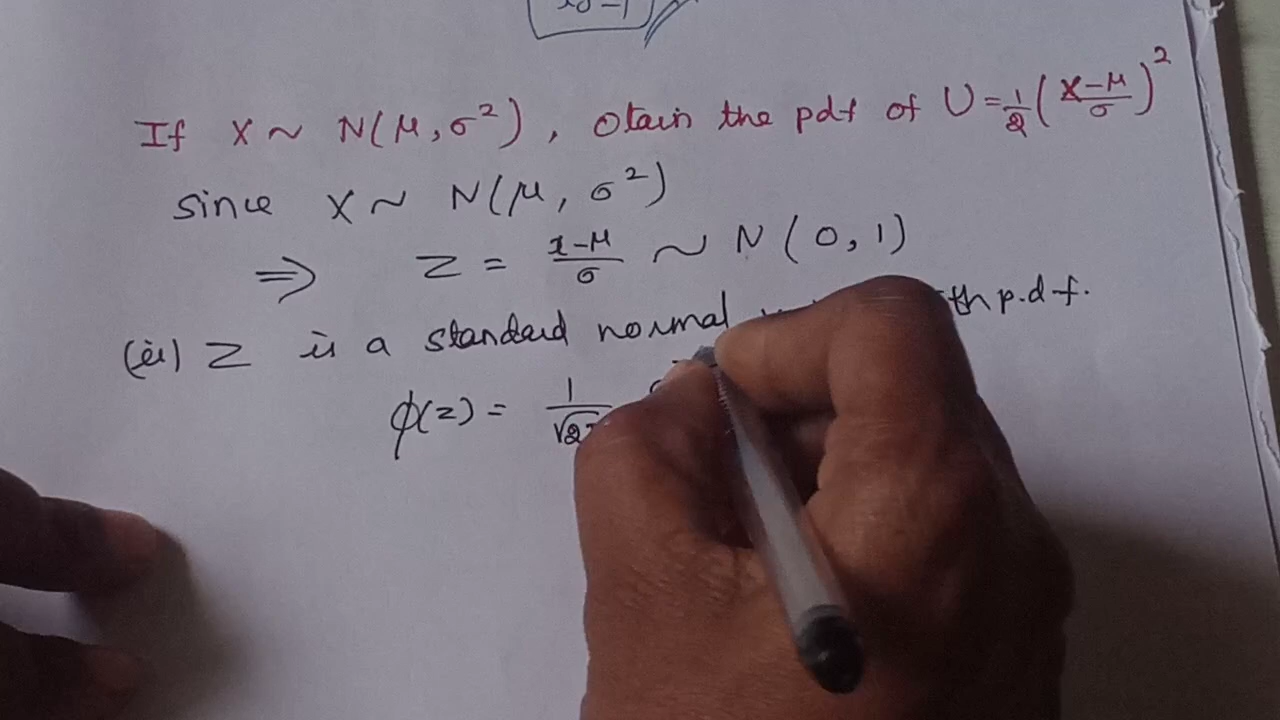 If X ~ N(μ, σ²), Otain the pdf of U = 1/2 (X-μ/σ)²
since X ~ N(μ, σ²)
⇒ Z = x-μ/σ ~ N(0,1)
(ie) Z is a standard normal th p.d.f.
φ(z) = 1/√2